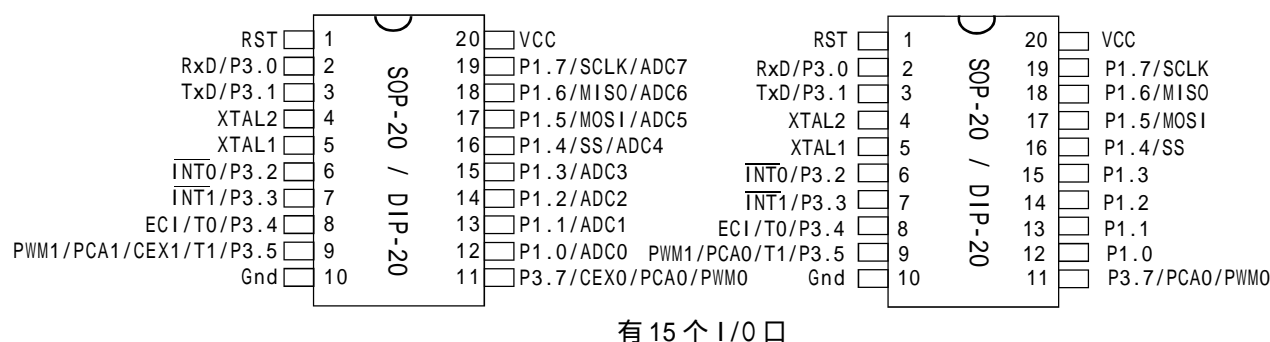 RST 1 20 VCC
RxD/P3.0 2 19 P1.7/SCLK/ADC7
TxD/P3.1 3 18 P1.6/MISO/ADC6
XTAL2 4 17 P1.5/MOSI/ADC5
XTAL1 5 16 P1.4/SS/ADC4
INT0/P3.2 6 15 P1.3/ADC3
INT1/P3.3 7 14 P1.2/ADC2
ECI/T0/P3.4 8 13 P1.1/ADC1
PWM1/PCA1/CEX1/T1/P3.5 9 12 P1.0/ADC0
Gnd 10 11 P3.7/CEX0/PCA0/PWM0
SOP-20 / DIP-20
RST 1 20 VCC
RxD/P3.0 2 19 P1.7/SCLK
TxD/P3.1 3 18 P1.6/MISO
XTAL2 4 17 P1.5/MOSI
XTAL1 5 16 P1.4/SS
INT0/P3.2 6 15 P1.3
INT1/P3.3 7 14 P1.2
ECI/T0/P3.4 8 13 P1.1
PWM1/PCA0/T1/P3.5 9 12 P1.0
Gnd 10 11 P3.7/PCA0/PWM0
SOP-20 / DIP-20
有15个I/O口